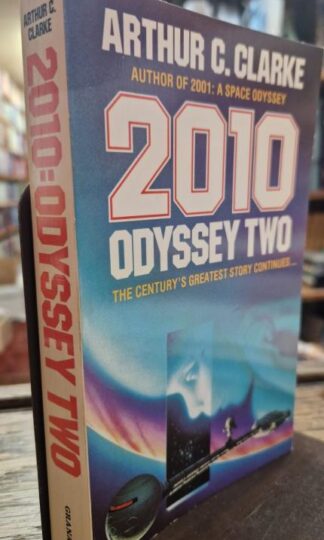 ARTHUR C.
CLARKE
2010:ODYSSEY TWO
ARTHUR C. CLARKE
AUTHOR OF 2001: A SPACE ODYSSEY
2010
ODYSSEY TWO
THE CENTURY'S GREATEST STORY CONTINUES...